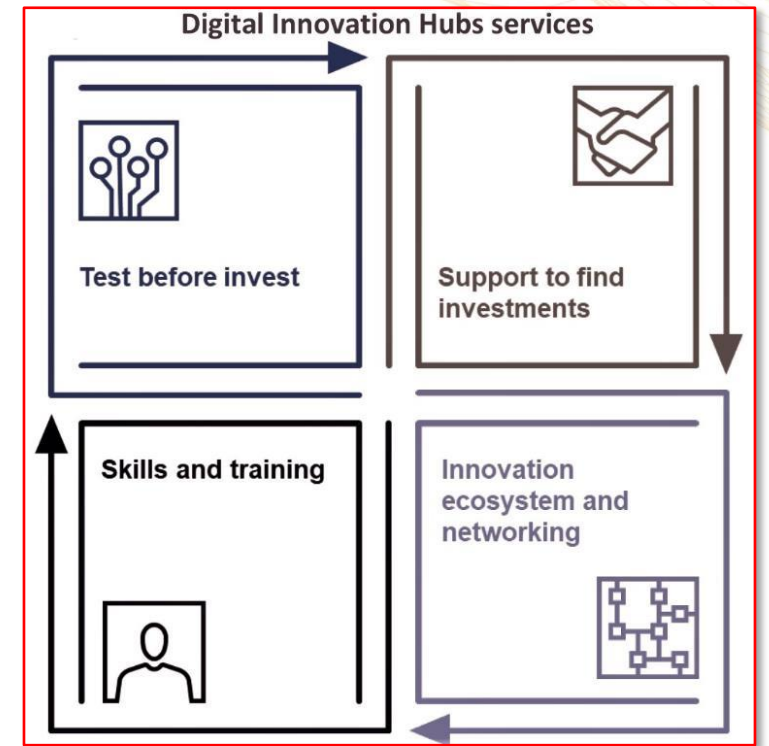 Digital Innovation Hubs services
Test before invest
Support to find
investments
Skills and training
Innovation
ecosystem and
networking